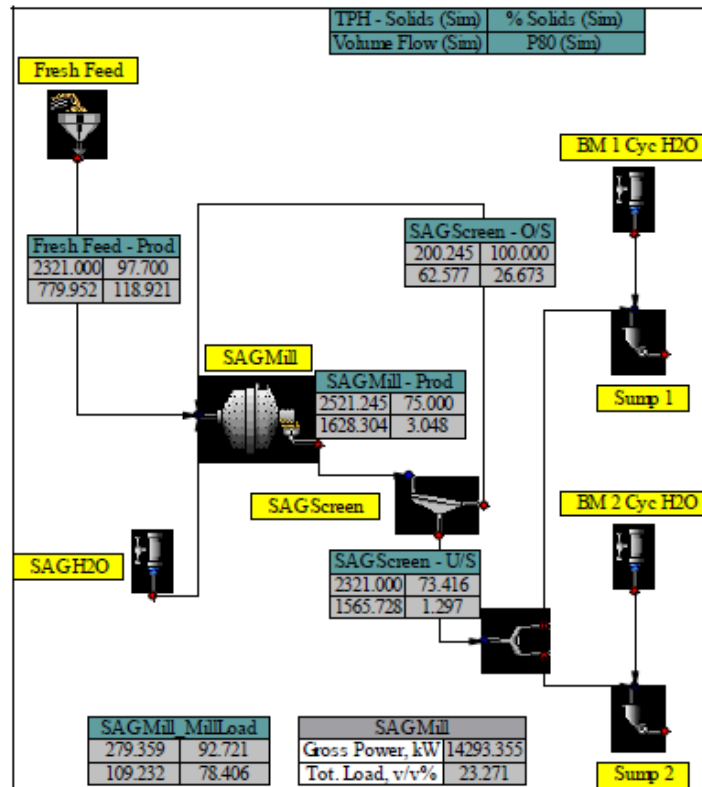 TPH - Solids (Sim) % Solids (Sim)
Volume Flow (Sim) P80 (Sim)
Fresh Feed
BM 1 Cyc H2O
Fresh Feed - Prod
2321.000 97.700
779.952 118.921
SAGScreen - O/S
200.245 100.000
62.577 26.673
SAGMill
SAGMill - Prod
2521.245 75.000
1628.304 3.048
Sump 1
SAGScreen
BM 2 Cyc H2O
SAGH2O
SAGScreen - U/S
2321.000 73.416
1565.728 1.297
SAGMill_MillLoad
279.359 92.721
109.232 78.406
SAGMill
Gross Power, kW 14293.355
Tot. Load, v/v% 23.271
Sump 2